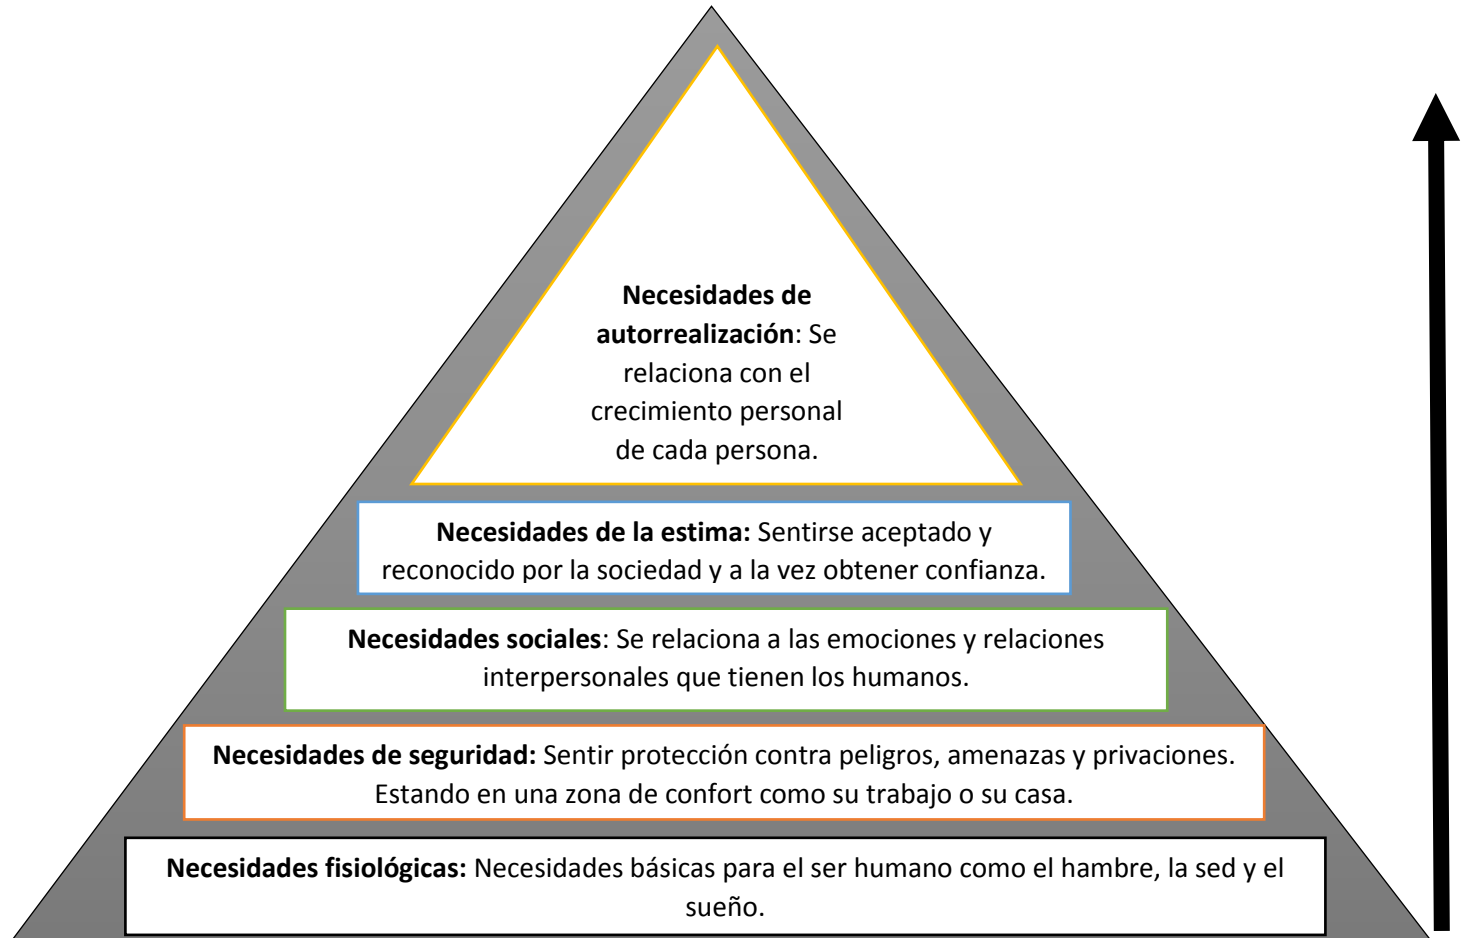 Necesidades de
autorrealización: Se
relaciona con el
crecimiento personal
de cada persona.
Necesidades de la estima: Sentirse aceptado y
reconocido por la sociedad y a la vez obtener confianza.
Necesidades sociales: Se relaciona a las emociones y relaciones
interpersonales que tienen los humanos.
Necesidades de seguridad: Sentir protección contra peligros, amenazas y privaciones.
Estando en una zona de confort como su trabajo o su casa.
Necesidades fisiológicas: Necesidades básicas para el ser humano como el hambre, la sed y el
sueño.